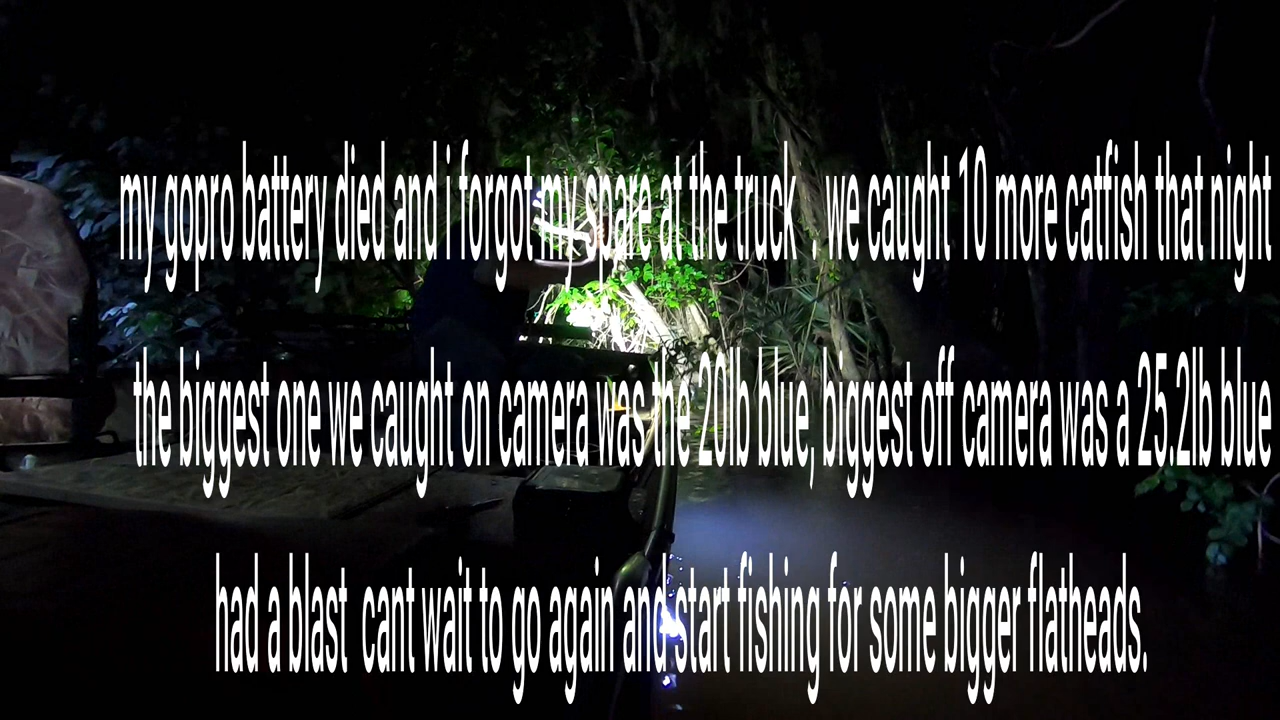 my gopro battery died and i forgot my spare at the truck . we caught 10 more catfish that night
the biggest one we caught on camera was the 20lb blue, biggest off camera was a 25.2lb blue
had a blast cant wait to go again and start fishing for some bigger flatheads.